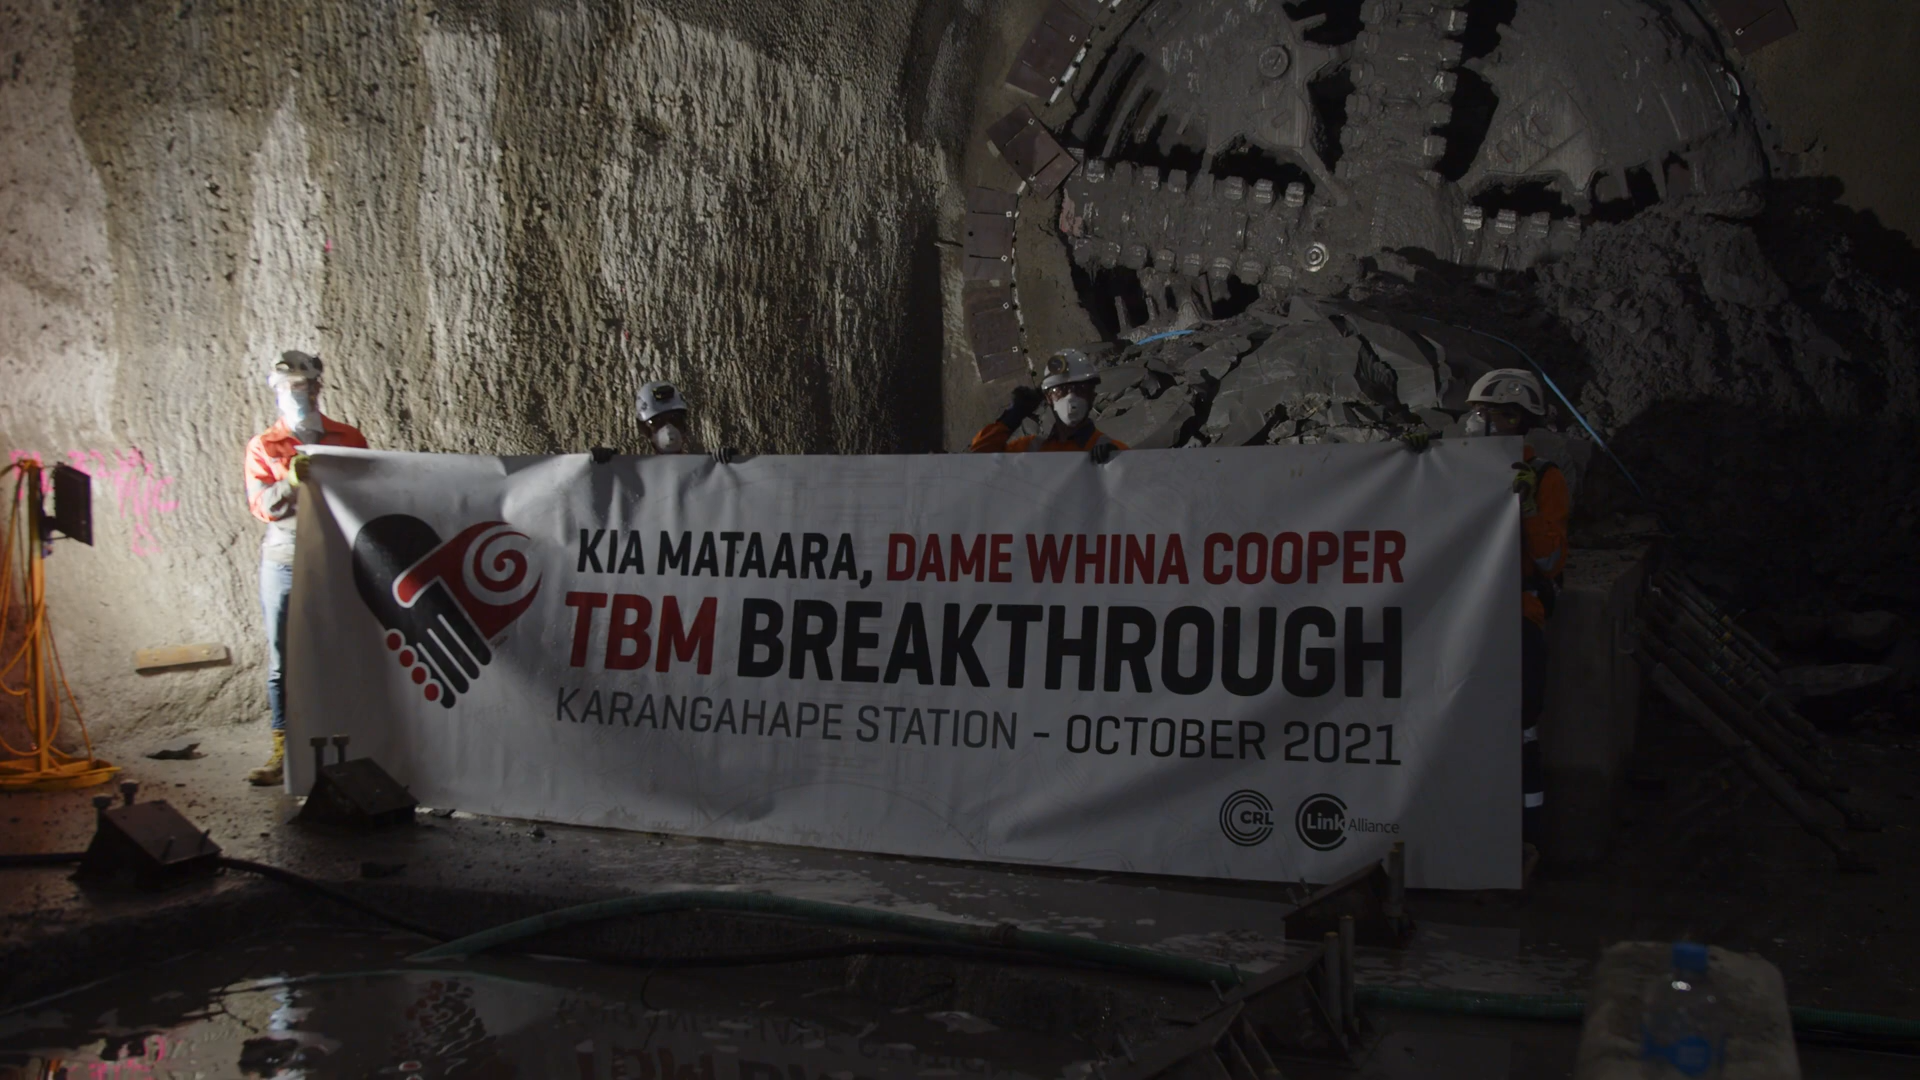 KIA MATAARA, DAME WHINA COOPER
TBM BREAKTHROUGH
KARANGAHAPE STATION - OCTOBER 2021
CRL
Link Alliance